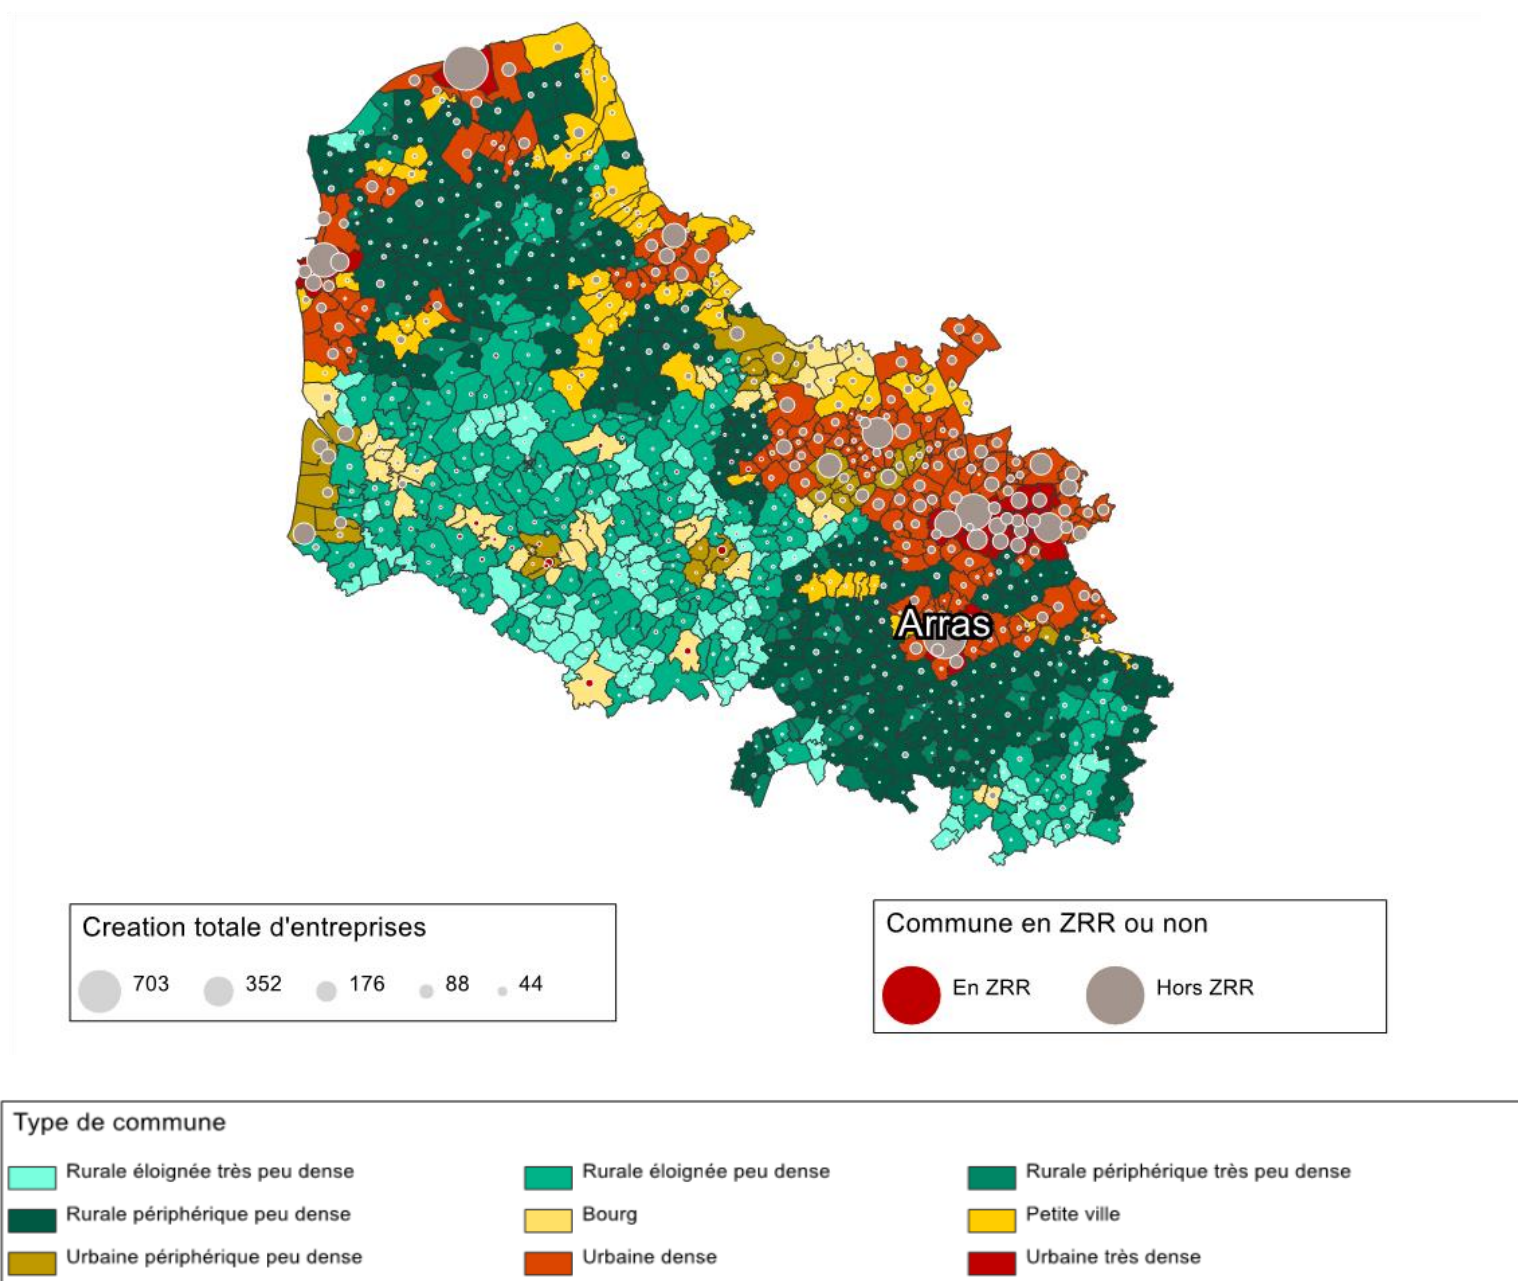 Arras
Creation totale d'entreprises
703 352 176 88 44
Commune en ZRR ou non
En ZRR Hors ZRR
Type de commune
Rurale éloignée très peu dense Rurale éloignée peu dense Rurale périphérique très peu dense
Rurale périphérique peu dense Bourg Petite ville
Urbaine périphérique peu dense Urbaine dense Urbaine très dense